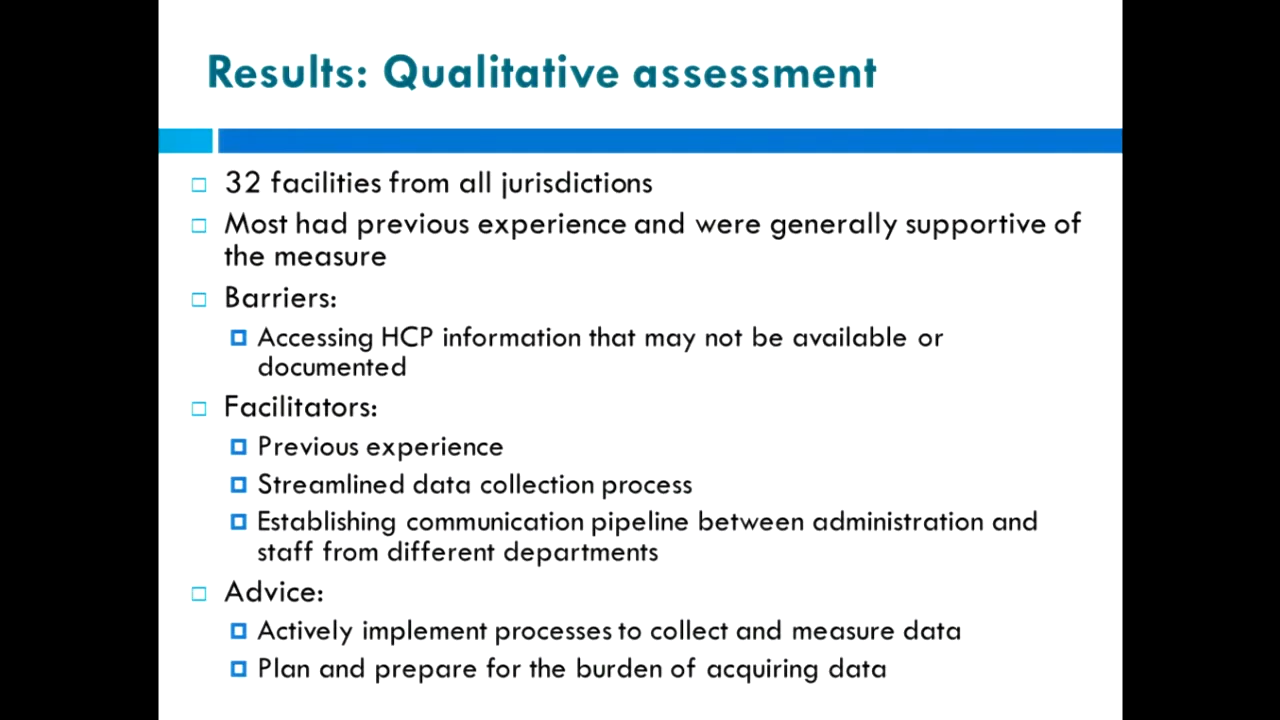 Results: Qualitative assessment
32 facilities from all jurisdictions
Most had previous experience and were generally supportive of
the measure
Barriers:
Accessing HCP information that may not be available or
documented
Facilitators:
Previous experience
Streamlined data collection process
Establishing communication pipeline between administration and
staff from different departments
Advice:
Actively implement processes to collect and measure data
Plan and prepare for the burden of acquiring data